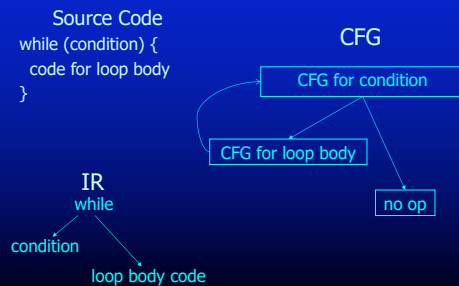 Source Code
while (condition) {
code for loop body
}
CFG
CFG for condition
CFG for loop body
no op
IR
while
condition
loop body code